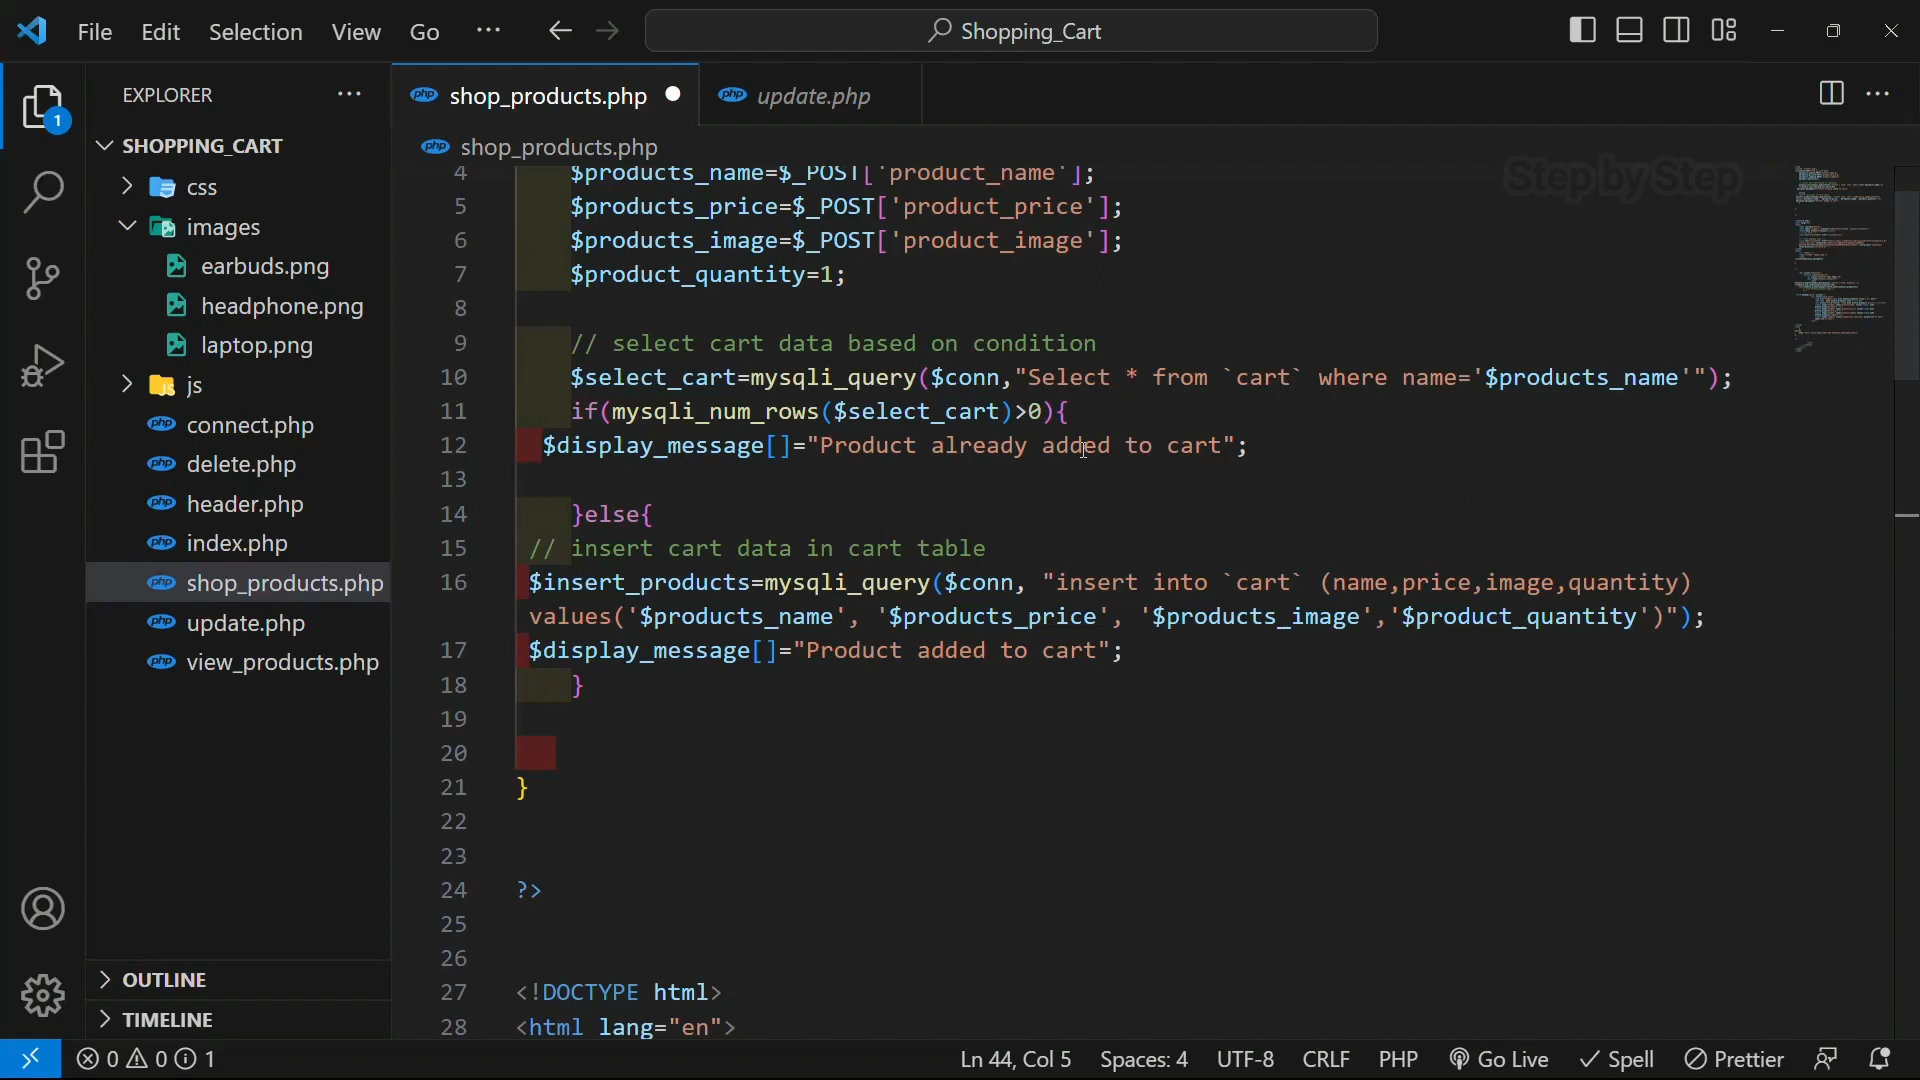 File Edit Selection View Go ··· Shopping_Cart
EXPLORER ···
shop_products.php
update.php
1
SHOPPING_CART
css
images
earbuds.png
headphone.png
laptop.png
js
connect.php
delete.php
header.php
index.php
shop_products.php
update.php
view_products.php
OUTLINE
TIMELINE
php shop_products.php
Step by Step
4 $products_name=$_POST['product_name'];
5 $products_price=$_POST['product_price'];
6 $products_image=$_POST['product_image'];
7 $product_quantity=1;
8
9 // select cart data based on condition
10 $select_cart=mysqli_query($conn,"Select * from `cart` where name='$products_name'");
11 if(mysqli_num_rows($select_cart)>0){
12 $display_message[]="Product already added to cart";
13
14 }else{
15 // insert cart data in cart table
16 $insert_products=mysqli_query($conn, "insert into `cart` (name,price,image,quantity)
values('$products_name', '$products_price', '$products_image','$product_quantity')");
17 $display_message[]="Product added to cart";
18 }
19
20
21 }
22
23
24 ?>
25
26
27 <!DOCTYPE html>
28 <html lang="en">
0 0 1 Ln 44, Col 5 Spaces: 4 UTF-8 CRLF PHP Go Live Spell Prettier